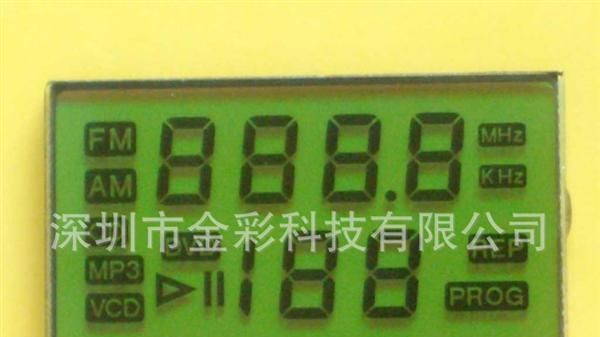 FM 888.8 MHz
AM KHz
深圳市金彩科技有限公司
MP3 188 REP
VCD PROG